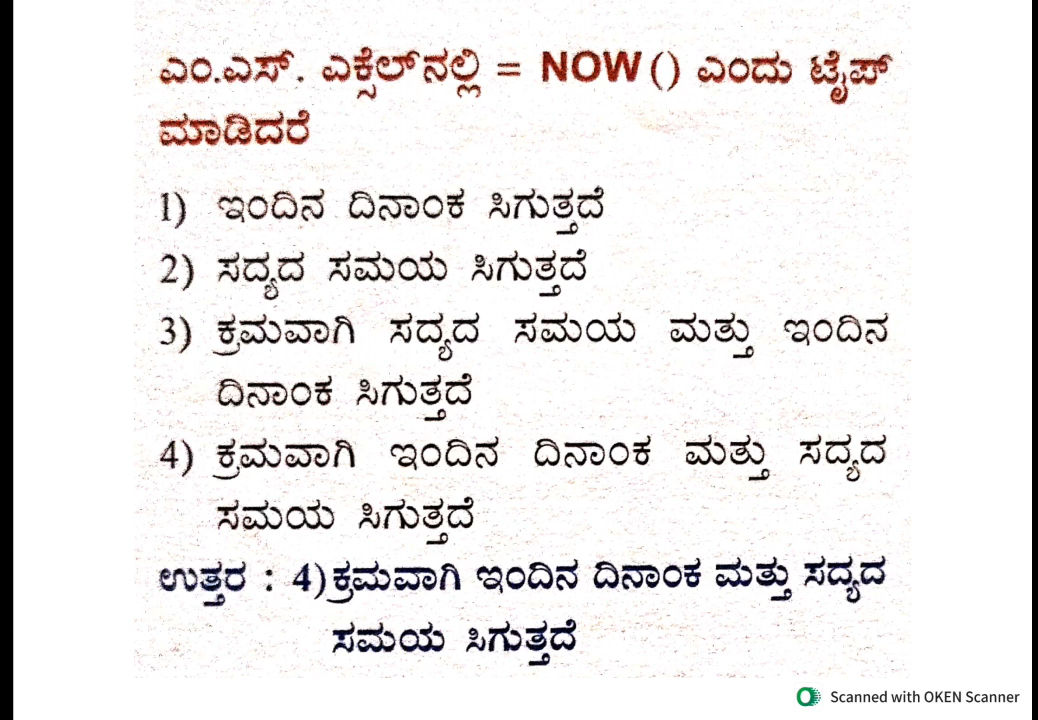 ಎಂ.ಎಸ್. ಎಕ್ಸೆಲ್‌ನಲ್ಲಿ = NOW () ಎಂದು ಟೈಪ್
ಮಾಡಿದರೆ
1) ಇಂದಿನ ದಿನಾಂಕ ಸಿಗುತ್ತದೆ
2) ಸದ್ಯದ ಸಮಯ ಸಿಗುತ್ತದೆ
3) ಕ್ರಮವಾಗಿ ಸದ್ಯದ ಸಮಯ ಮತ್ತು ಇಂದಿನ
ದಿನಾಂಕ ಸಿಗುತ್ತದೆ
4) ಕ್ರಮವಾಗಿ ಇಂದಿನ ದಿನಾಂಕ ಮತ್ತು ಸದ್ಯದ
ಸಮಯ ಸಿಗುತ್ತದೆ
ಉತ್ತರ : 4)ಕ್ರಮವಾಗಿ ಇಂದಿನ ದಿನಾಂಕ ಮತ್ತು ಸದ್ಯದ
ಸಮಯ ಸಿಗುತ್ತದೆ
Scanned with OKEN Scanner